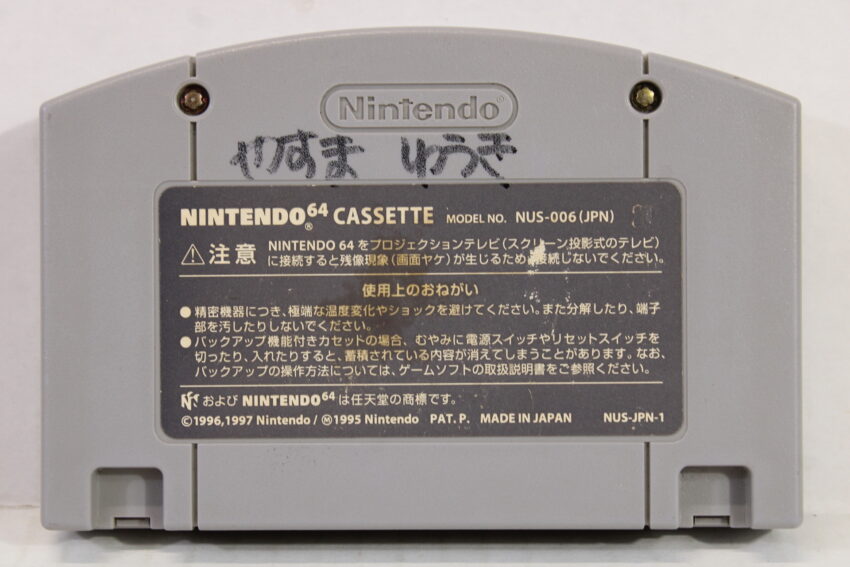 Nintendo®
やすま ゆうき
NINTENDO®64 CASSETTE MODEL NO. NUS-006(JPN)
⚠注意 NINTENDO 64 をプロジェクションテレビ(スクリーン投影式のテレビ)
に接続すると残像現象(画面ヤケ)が生じるため、接続しないでください。
使用上のおねがい
●精密機器につき、極端な温度変化やショックを避けてください。また分解したり、端子
部を汚したりしないでください。
●バックアップ機能付きカセットの場合、むやみに電源スイッチやリセットスイッチを
切ったり、入れたりすると、蓄積されている内容が消えてしまうことがあります。なお、
バックアップの操作方法については、ゲームソフトの取扱説明書をご参照ください。
および NINTENDO64 は任天堂の商標です。
©1996,1997 Nintendo / Ⓜ1995 Nintendo PAT. P. MADE IN JAPAN NUS-JPN-1